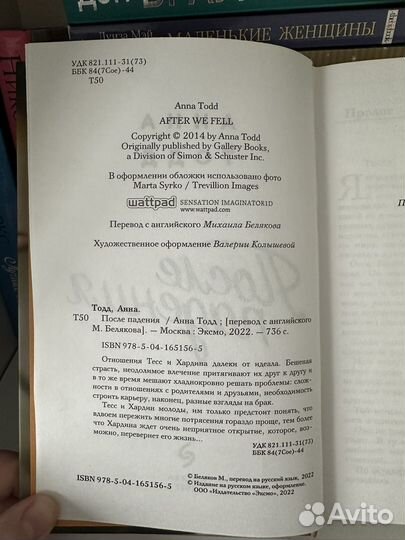 МАЛЕНЬКИЕ ЖЕНЩИНЫ
УДК 821.111-31(73)
ББК 84(7Сое)-44
Т50
Anna Todd
AFTER WE FELL
Copyright © 2014 by Anna Todd
Originally published by Gallery Books,
a Division of Simon & Schuster Inc.
В оформлении обложки использовано фото
Marta Syrko / Trevillion Images
wattpad SENSATION IMAGINATOR1D
www.wattpad.com
Перевод с английского Михаила Белякова
Художественное оформление Валерии Колышевой
Тодд, Анна.
Т50 После падения / Анна Тодд ; [перевод с английского
М. Белякова]. — Москва : Эксмо, 2022. — 736 с.
ISBN 978-5-04-165156-5
Отношения Тесс и Хардина далеки от идеала. Бешеная
страсть, неодолимое влечение притягивают их друг к другу и
в то же время мешают хладнокровно решать проблемы: слож-
ности в отношениях с родителями и друзьями, необходимость
строить карьеру, наконец, разные взгляды на брак.
Тесс и Хардин молоды, им только предстоит понять, что
вдвоем пережить многие потрясения гораздо проще, тем более
что Хардина ждет очень неприятное открытие, которое, воз-
можно, перевернет его жизнь...
УДК 821.111-31(73)
ББК 84(7Сое)-44
© Беляков М., перевод на русский язык, 2022
© Издание на русском языке, оформление.
ООО «Издательство «Эксмо», 2022
ISBN 978-5-04-165156-5
Пролог
Avito